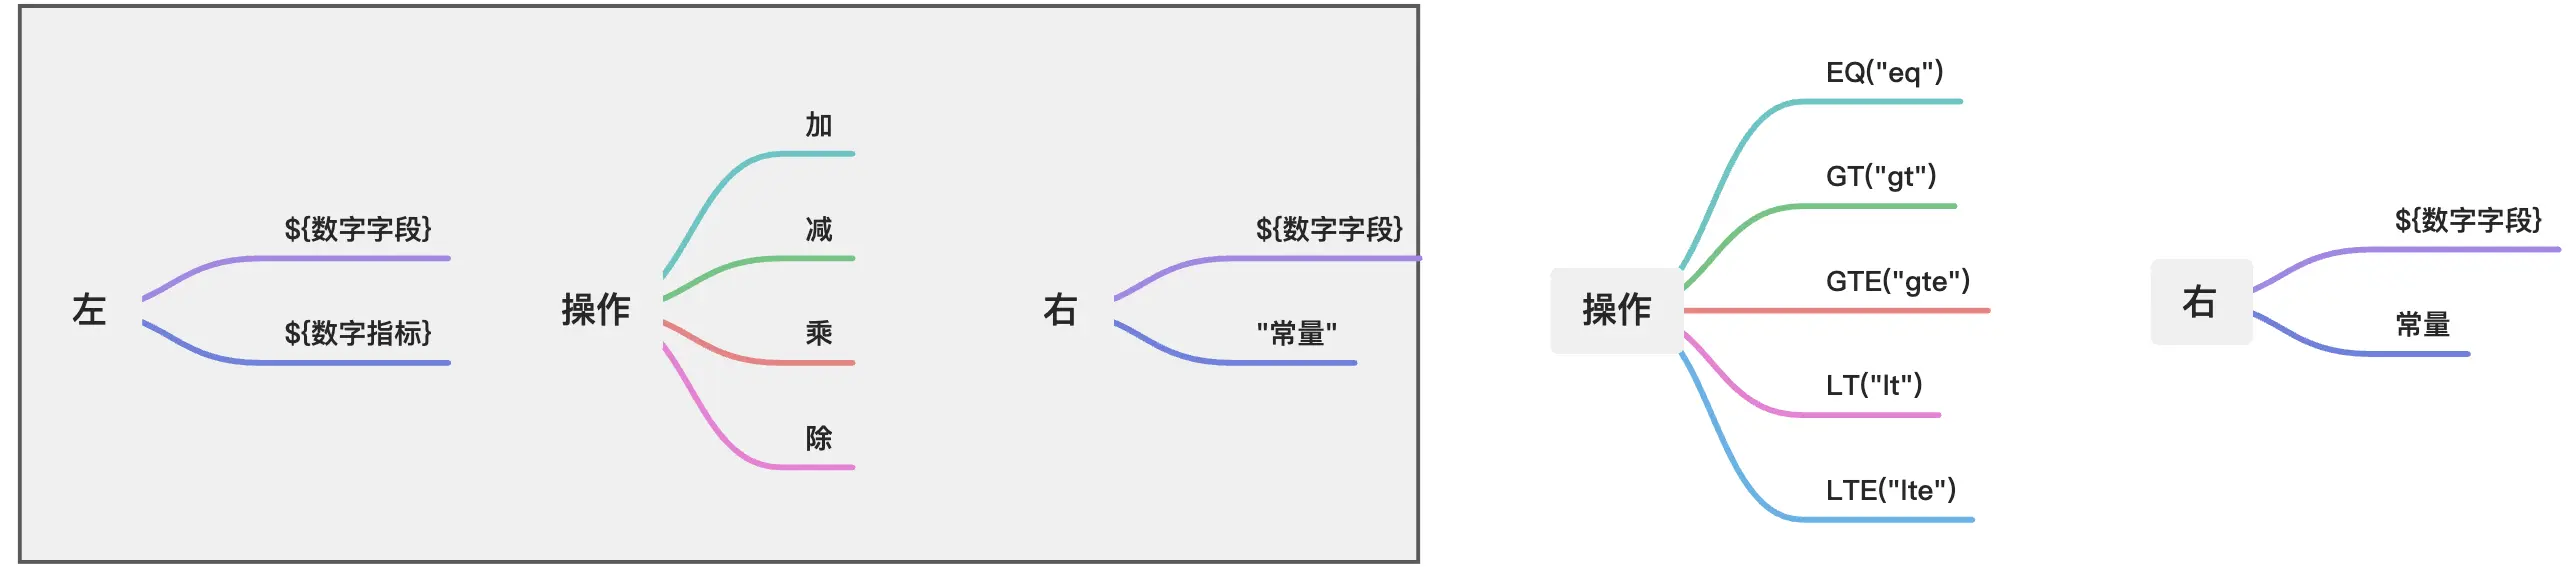 左
${数字字段}
${数字指标}
操作
加
减
乘
除
右
${数字字段}
"常量"
操作
EQ("eq")
GT("gt")
GTE("gte")
LT("lt")
LTE("lte")
右
${数字字段}
常量